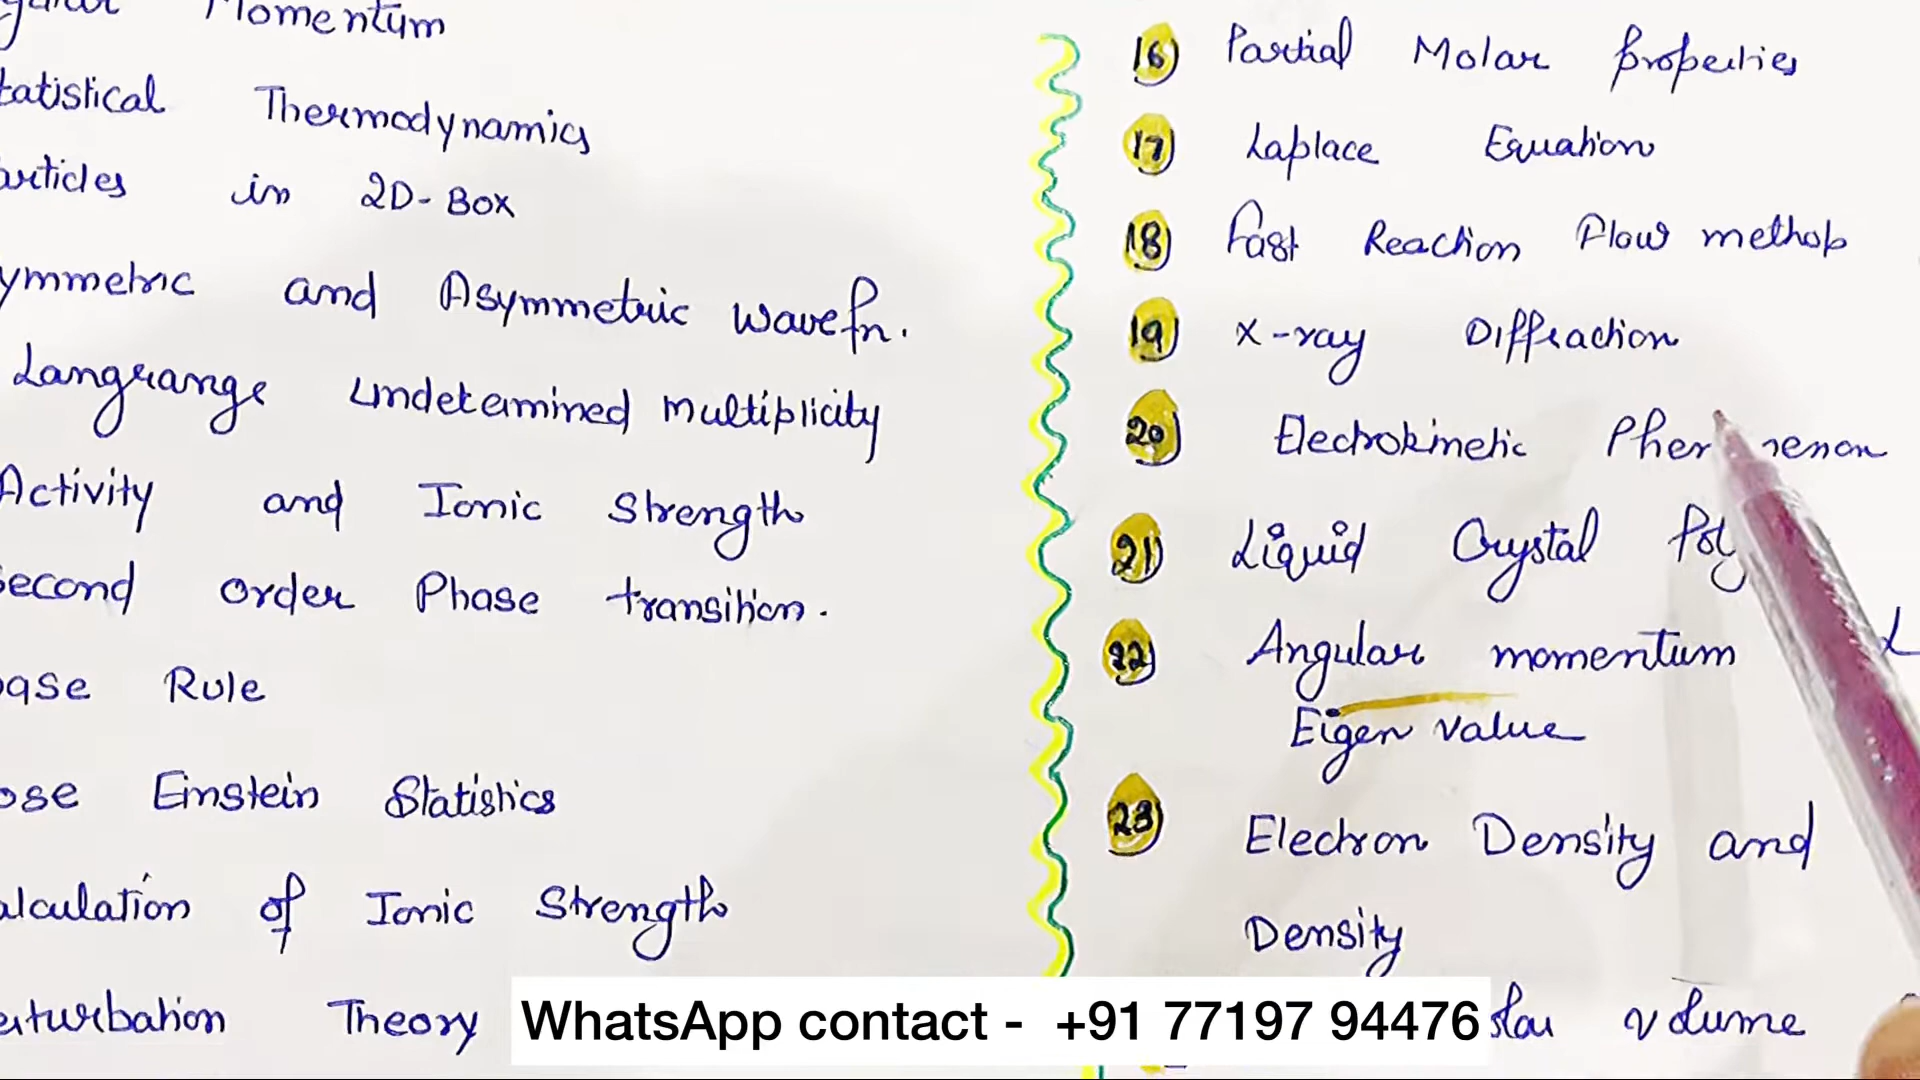 Momentum
tatistical Thermodynamics
articles in 2D-Box
ymmetric and Asymmetric wavefn.
Langrange undetermined multiplicity
Activity and Ionic Strength
Second order Phase transition.
ase Rule
ose Einstein Statistics
alculation of Ionic Strength
erturbation Theory
16) Partial Molar properties
17) Laplace Equation
18) Fast Reaction Flow method
19) X-ray Diffraction
20) Electrokinetic Phenomenon
21) Liquid Crystal Pol
22) Angular momentum L
Eigen value
23) Electron Density and
Density
volume
WhatsApp contact - +91 77197 94476